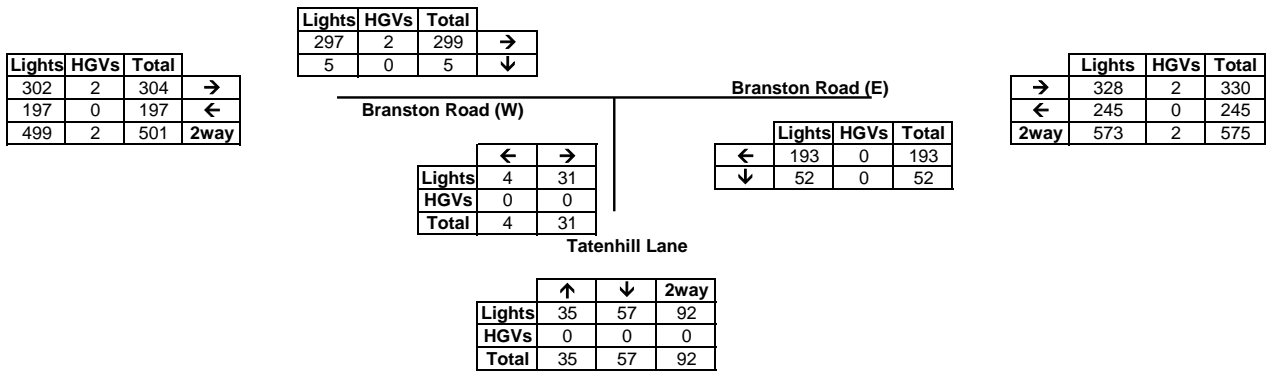 Lights HGVs Total
297 2 299 →
5 0 5 ↓
Lights HGVs Total
302 2 304 →
197 0 197 ←
499 2 501 2way
Lights HGVs Total
→ 328 2 330
← 245 0 245
2way 573 2 575
Branston Road (E)
Branston Road (W)
Lights HGVs Total
← 193 0 193
↓ 52 0 52
← →
Lights 4 31
HGVs 0 0
Total 4 31
Tatenhill Lane
↑ ↓ 2way
Lights 35 57 92
HGVs 0 0 0
Total 35 57 92